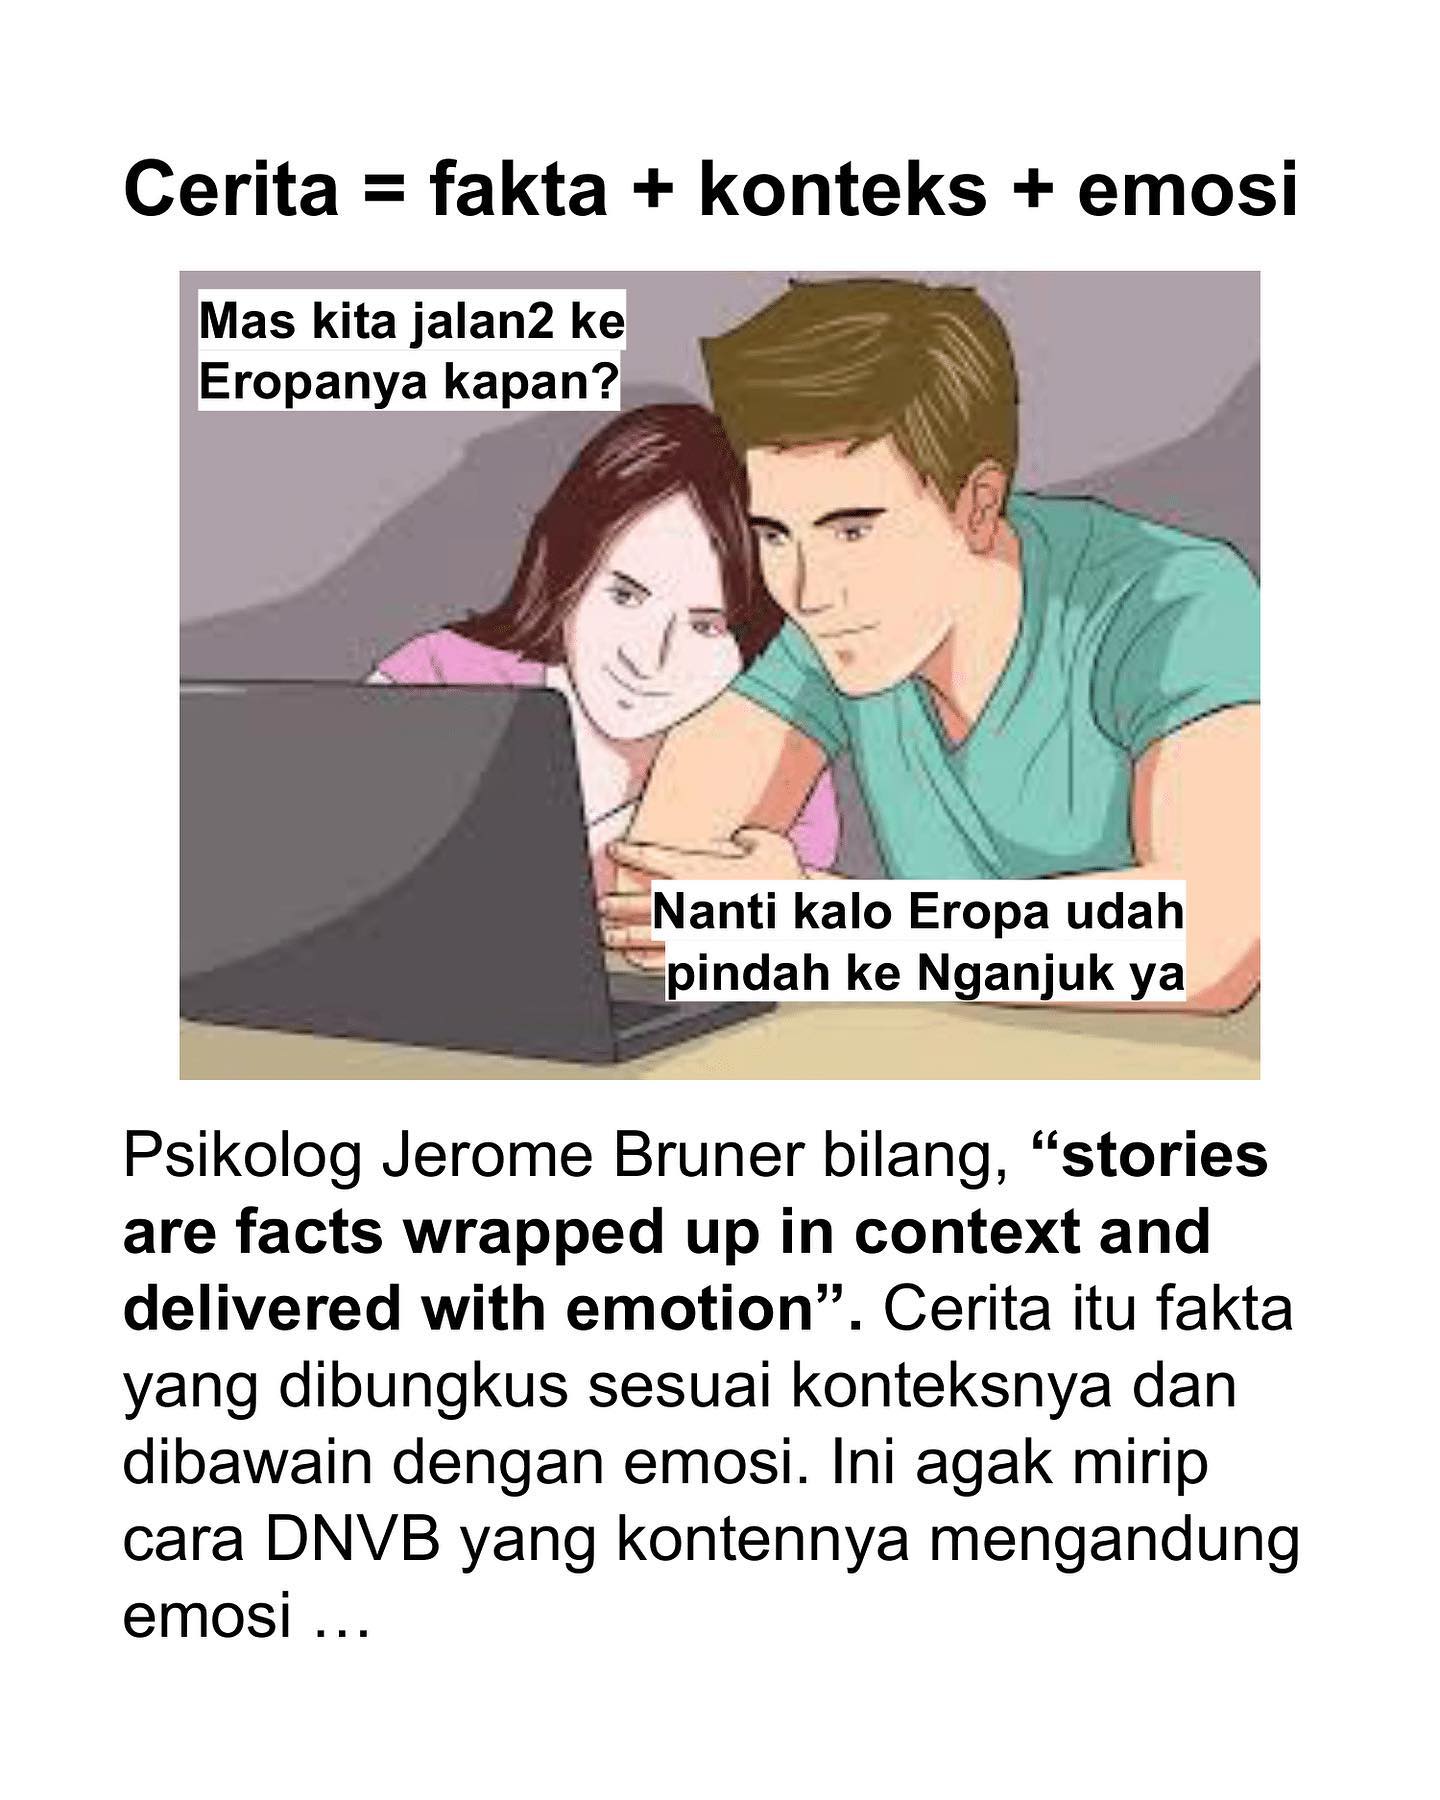 Cerita = fakta + konteks + emosi
Mas kita jalan2 ke
Eropanya kapan?
Nanti kalo Eropa udah
pindah ke Nganjuk ya
Psikolog Jerome Bruner bilang, “stories
are facts wrapped up in context and
delivered with emotion”. Cerita itu fakta
yang dibungkus sesuai konteksnya dan
dibawain dengan emosi. Ini agak mirip
cara DNVB yang kontennya mengandung
emosi …